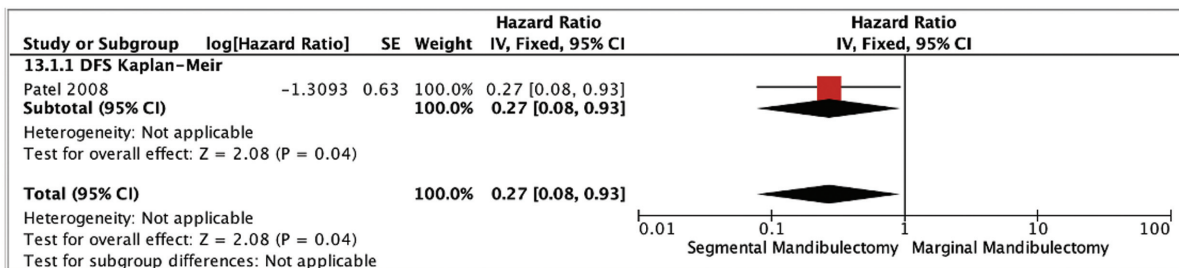 Hazard Ratio Hazard Ratio
Study or Subgroup log[Hazard Ratio] SE Weight IV, Fixed, 95% CI IV, Fixed, 95% CI
13.1.1 DFS Kaplan-Meir
Patel 2008 -1.3093 0.63 100.0% 0.27 [0.08, 0.93]
Subtotal (95% CI) 100.0% 0.27 [0.08, 0.93]
Heterogeneity: Not applicable
Test for overall effect: Z = 2.08 (P = 0.04)
Total (95% CI) 100.0% 0.27 [0.08, 0.93]
Heterogeneity: Not applicable
Test for overall effect: Z = 2.08 (P = 0.04)
Test for subgroup differences: Not applicable
0.01 0.1 1 10 100
Segmental Mandibulectomy Marginal Mandibulectomy